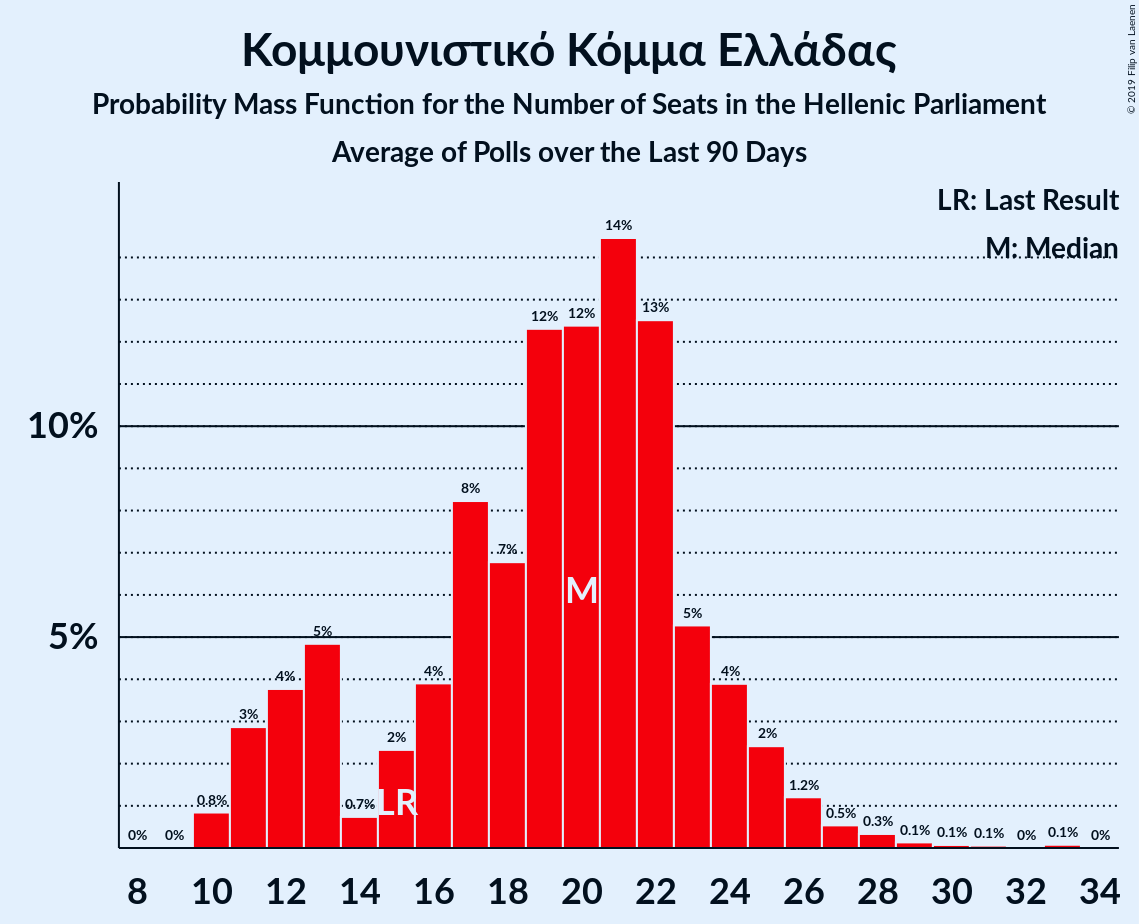 Κομμουνιστικό Κόμμα Ελλάδας
Probability Mass Function for the Number of Seats in the Hellenic Parliament
Average of Polls over the Last 90 Days
© 2019 Filip van Laenen
LR: Last Result
M: Median
10%
5%
0% 0% 0.8% 3% 4% 5% 0.7% 2% 4% 8% 7% 12% 12% 14% 13% 5% 4% 2% 1.2% 0.5% 0.3% 0.1% 0.1% 0.1% 0% 0.1% 0%
M
LR
8 10 12 14 16 18 20 22 24 26 28 30 32 34